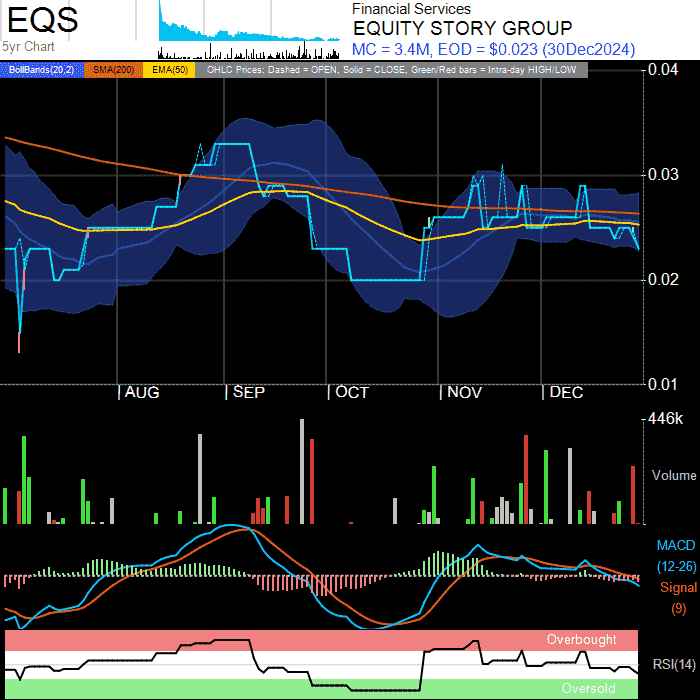 EQS
5yr Chart
Financial Services
EQUITY STORY GROUP
MC = 3.4M, EOD = $0.023 (30Dec2024)
BollBands(20,2) SMA(200) EMA(50) OHLC Prices: Dashed = OPEN, Solid = CLOSE, Green/Red bars = Intra-day HIGH/LOW
0.04
0.03
0.02
0.01
AUG SEP OCT NOV DEC
446k
Volume
MACD
(12-26)
Signal
(9)
Overbought
RSI(14)
Oversold